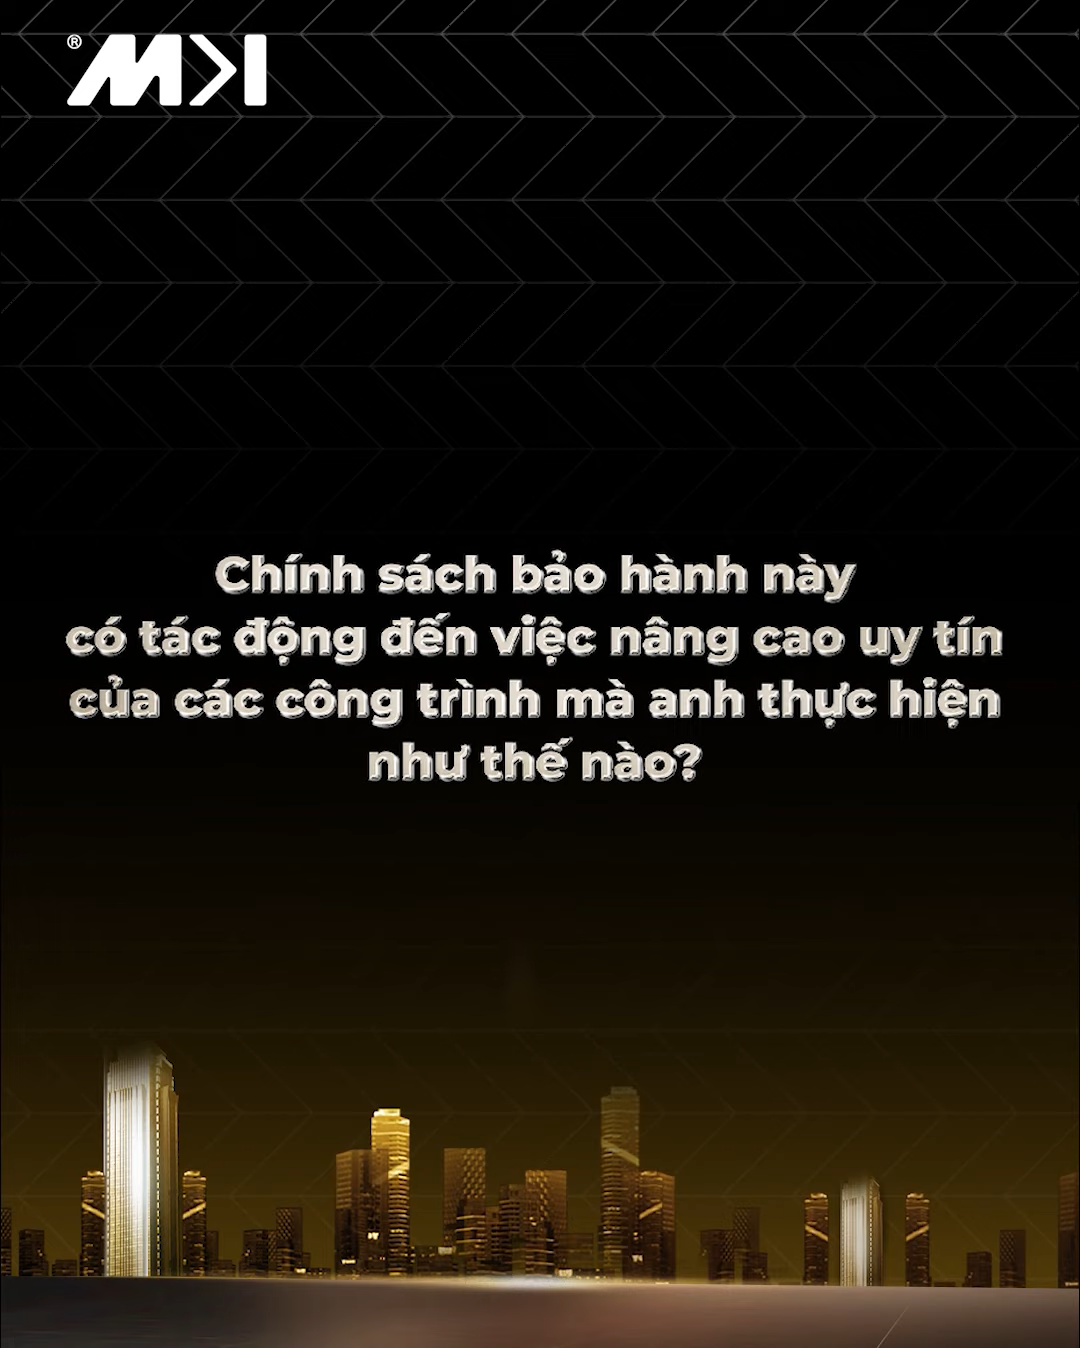 ® MKI
Chính sách bảo hành này
có tác động đến việc nâng cao uy tín
của các công trình mà anh thực hiện
như thế nào?